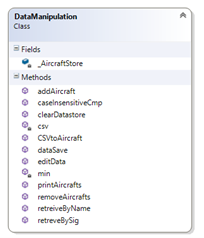 DataManipulation
Class
Fields
_AircraftStore
Methods
addAircraft
caseInsensitiveCmp
clearDatastore
csv
CSVtoAircraft
dataSave
editData
min
printAircrafts
removeAircrafts
retreiveByName
retreveBySig